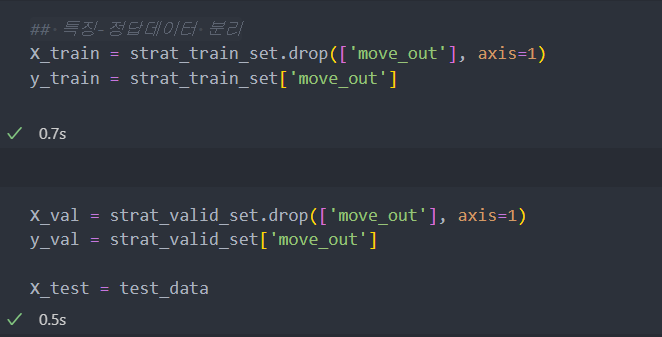 ## 특징-정답데이터 분리
X_train = strat_train_set.drop(['move_out'], axis=1)
y_train = strat_train_set['move_out']
0.7s
X_val = strat_valid_set.drop(['move_out'], axis=1)
y_val = strat_valid_set['move_out']
X_test = test_data
0.5s